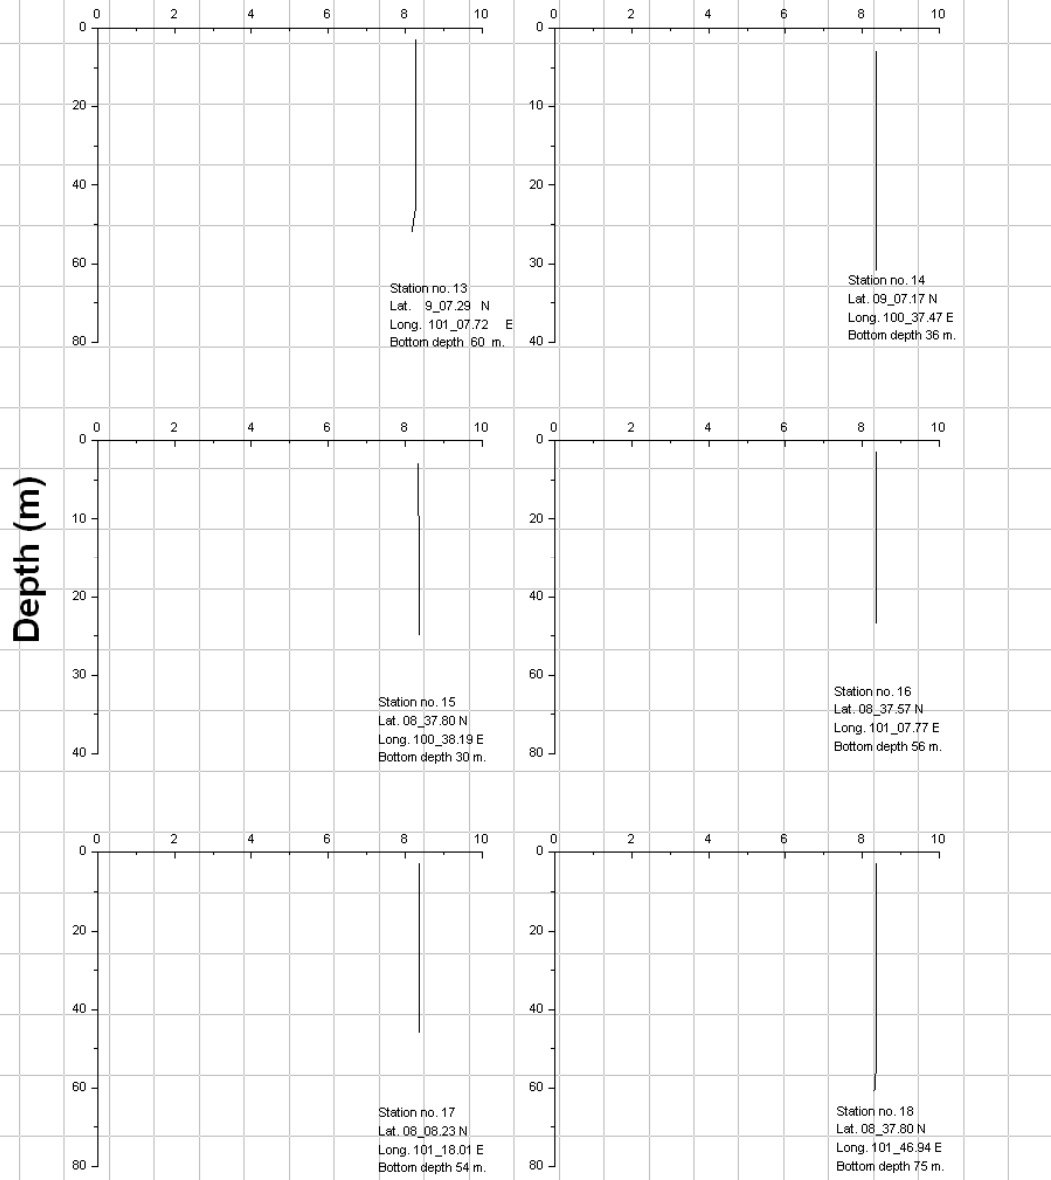 0 2 4 6 8 10
0
20
40
60
80
Station no. 13
Lat. 9_07.29 N
Long. 101_07.72 E
Bottom depth 60 m.
0 2 4 6 8 10
0
10
20
30
40
Station no. 14
Lat. 09_07.17 N
Long. 100_37.47 E
Bottom depth 36 m.
Depth (m)
0 2 4 6 8 10
0
10
20
30
40
Station no. 15
Lat. 08_37.80 N
Long. 100_38.19 E
Bottom depth 30 m.
0 2 4 6 8 10
0
20
40
60
80
Station no. 16
Lat. 08_37.57 N
Long. 101_07.77 E
Bottom depth 56 m.
0 2 4 6 8 10
0
20
40
60
80
Station no. 17
Lat. 08_08.23 N
Long. 101_18.01 E
Bottom depth 54 m.
0 2 4 6 8 10
0
20
40
60
80
Station no. 18
Lat. 08_37.80 N
Long. 101_46.94 E
Bottom depth 75 m.